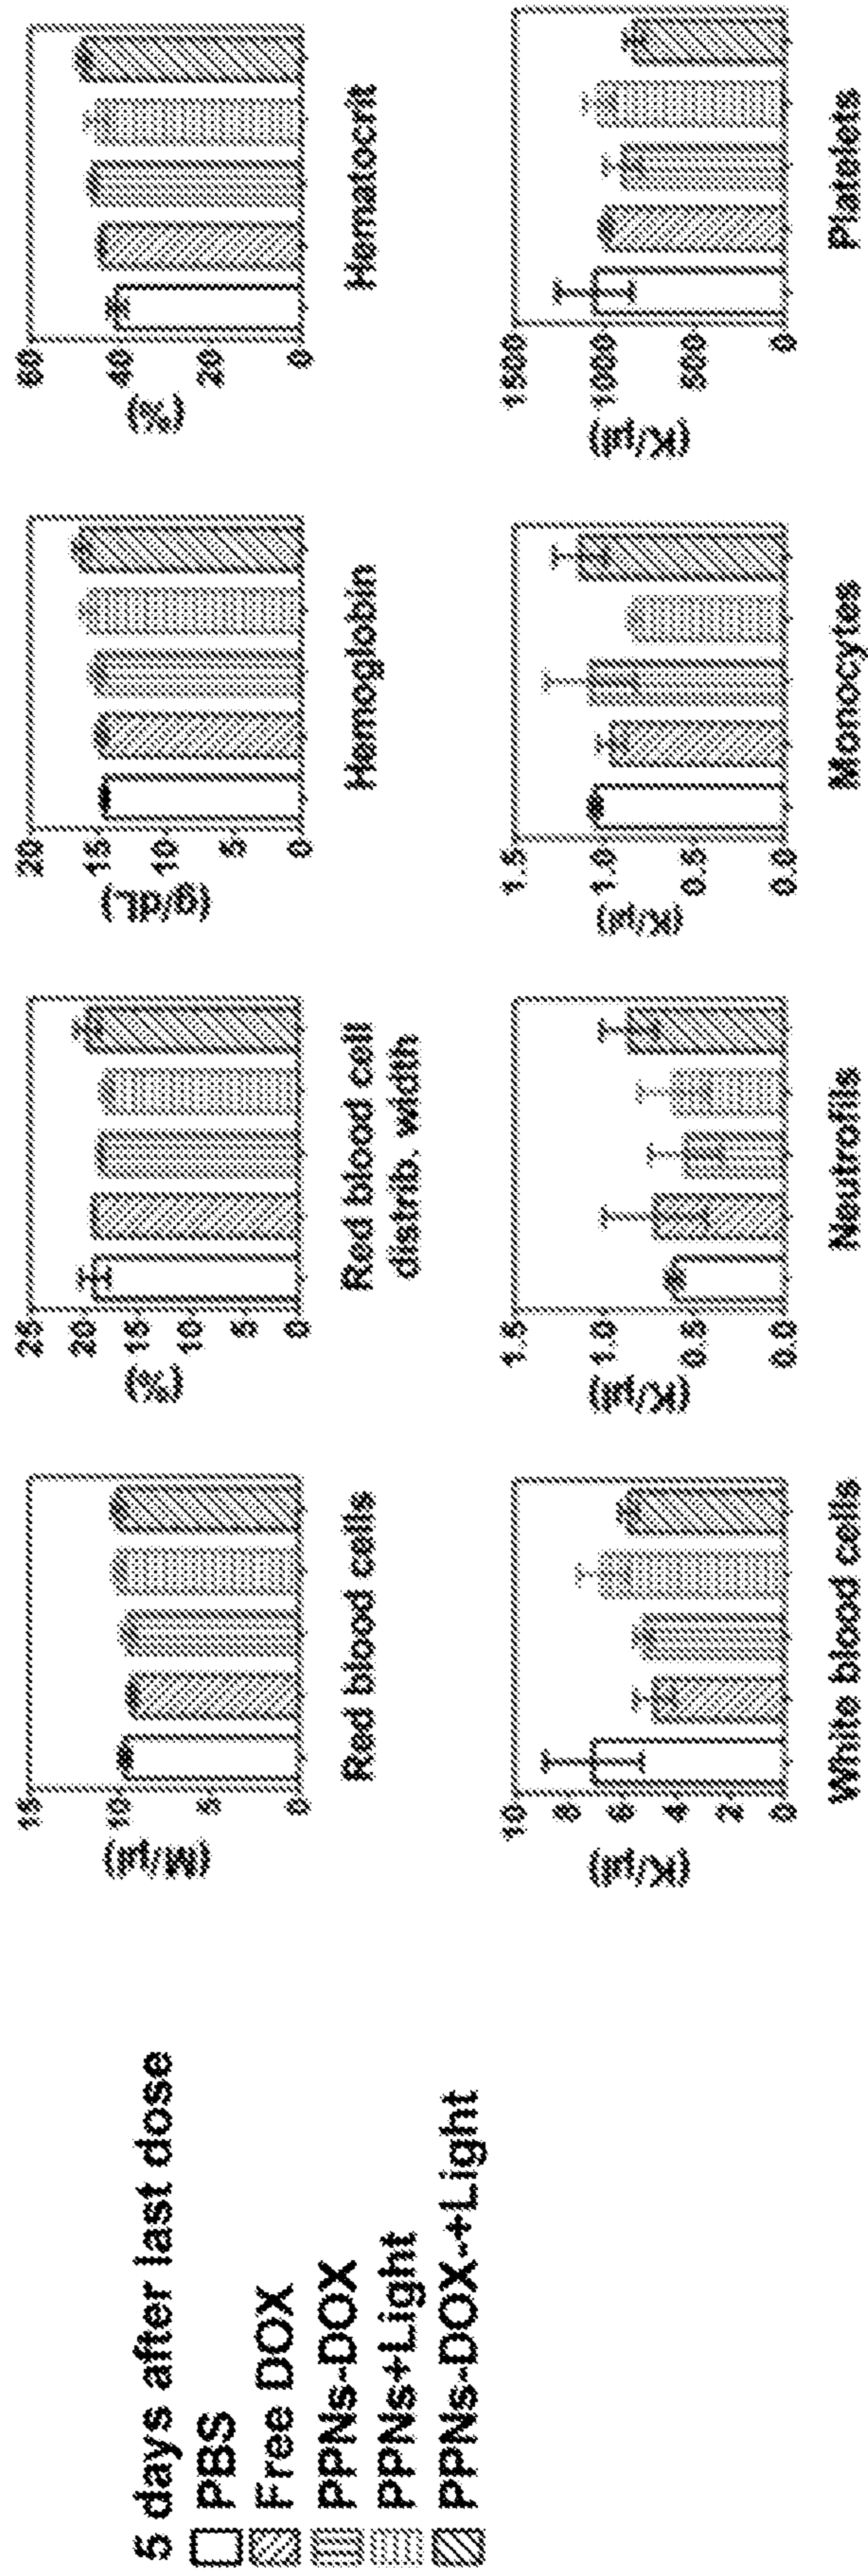 5 days after last dose
PBS
Free DOX
PPNs-DOX
PPNs+Light
PPNs-DOX-+Light
(M/µl)
15
10
5
0
Red blood cells
(%)
25
20
15
10
5
0
Red blood cell
distrib. width
(g/dL)
20
15
10
5
0
Hemoglobin
(%)
60
40
20
0
Hematocrit
(K/µl)
10
8
6
4
2
0
White blood cells
(K/µl)
1.5
1.0
0.5
0.0
Neutrofils
(K/µl)
1.5
1.0
0.5
0.0
Monocytes
(K/µl)
1500
1000
500
0
Platelets